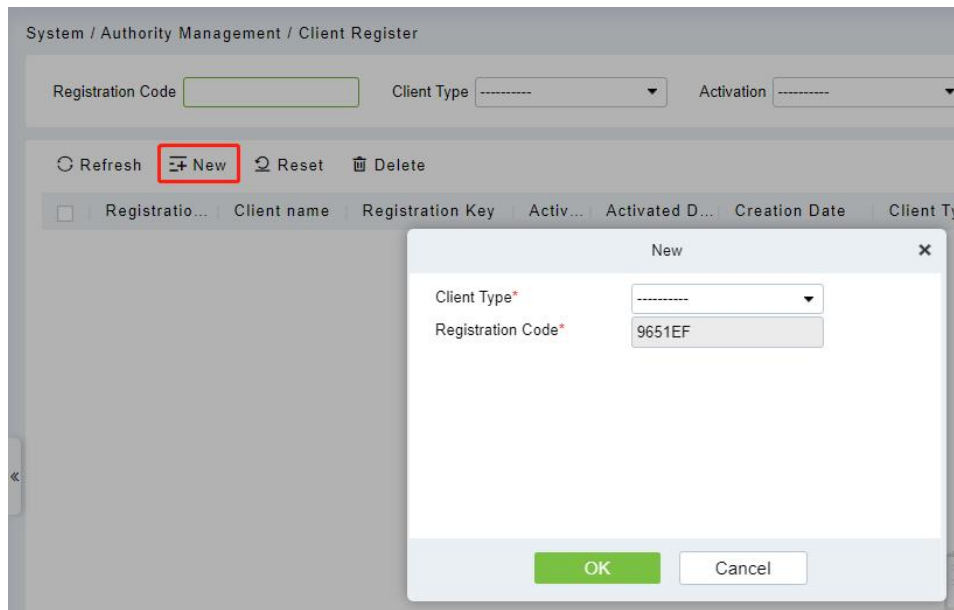 System / Authority Management / Client Register
Registration Code Client Type ---------- Activation ----------
Refresh New Reset Delete
Registratio... Client name Registration Key Activ... Activated D... Creation Date Client Ty
New
Client Type* ----------
Registration Code* 9651EF
OK Cancel